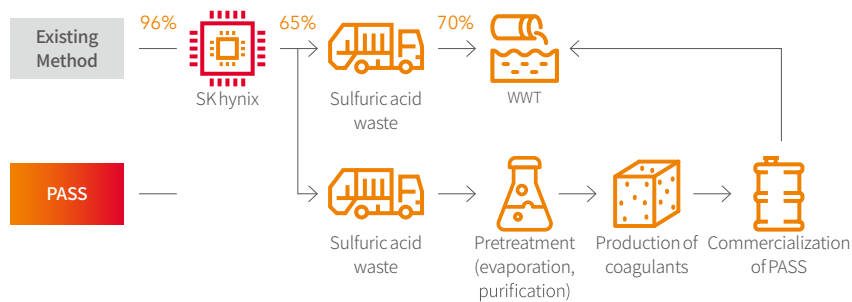 96%
65%
70%
Existing
Method
SK hynix
Sulfuric acid
waste
WWT
PASS
Sulfuric acid
waste
Pretreatment
(evaporation,
purification)
Production of
coagulants
Commercialization
of PASS